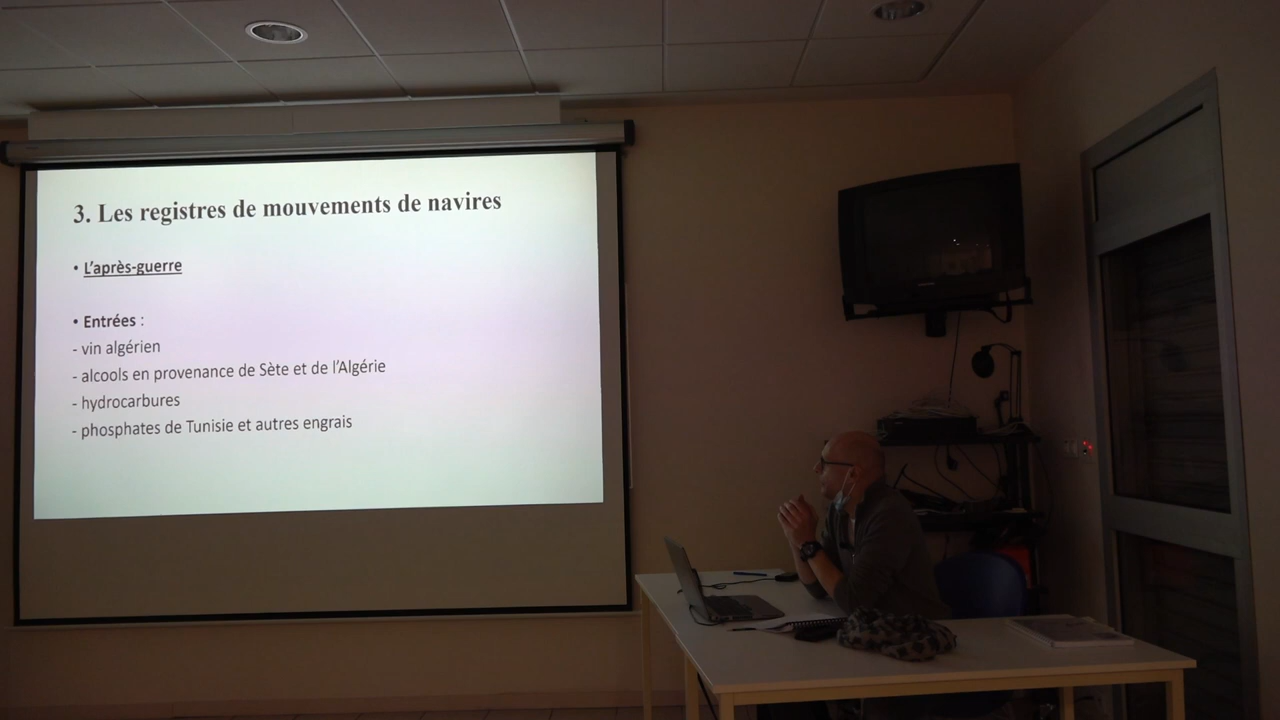 3. Les registres de mouvements de navires
• L'après-guerre
• Entrées :
- vin algérien
- alcools en provenance de Sète et de l'Algérie
- hydrocarbures
- phosphates de Tunisie et autres engrais